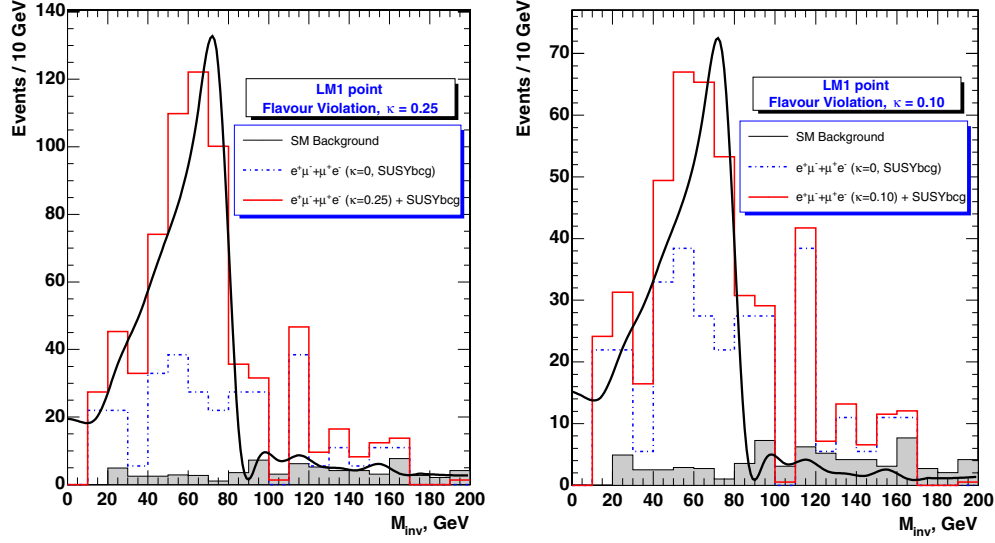 Events / 10 GeV
140
120
100
80
60
40
20
0
LM1 point
Flavour Violation, κ = 0.25
SM Background
e⁺μ⁻+μ⁺e⁻ (κ=0, SUSYbcg)
e⁺μ⁻+μ⁺e⁻ (κ=0.25) + SUSYbcg
0 20 40 60 80 100 120 140 160 180 200
M_inv, GeV
Events / 10 GeV
70
60
50
40
30
20
10
0
LM1 point
Flavour Violation, κ = 0.10
SM Background
e⁺μ⁻+μ⁺e⁻ (κ=0, SUSYbcg)
e⁺μ⁻+μ⁺e⁻ (κ=0.10) + SUSYbcg
0 20 40 60 80 100 120 140 160 180 200
M_inv, GeV